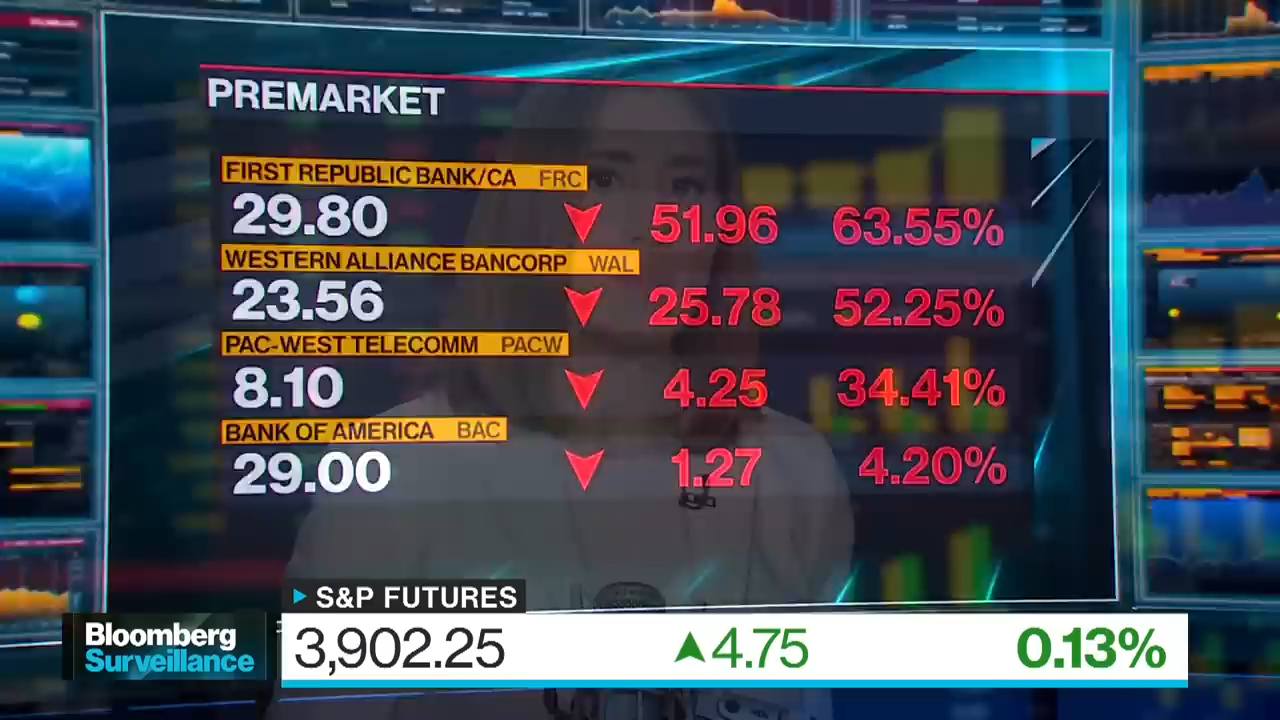 PREMARKET
FIRST REPUBLIC BANK/CA FRC
29.80 ▼ 51.96 63.55%
WESTERN ALLIANCE BANCORP WAL
23.56 ▼ 25.78 52.25%
PAC-WEST TELECOMM PACW
8.10 ▼ 4.25 34.41%
BANK OF AMERICA BAC
29.00 ▼ 1.27 4.20%
▶ S&P FUTURES
Bloomberg
Surveillance
3,902.25 ▲4.75 0.13%